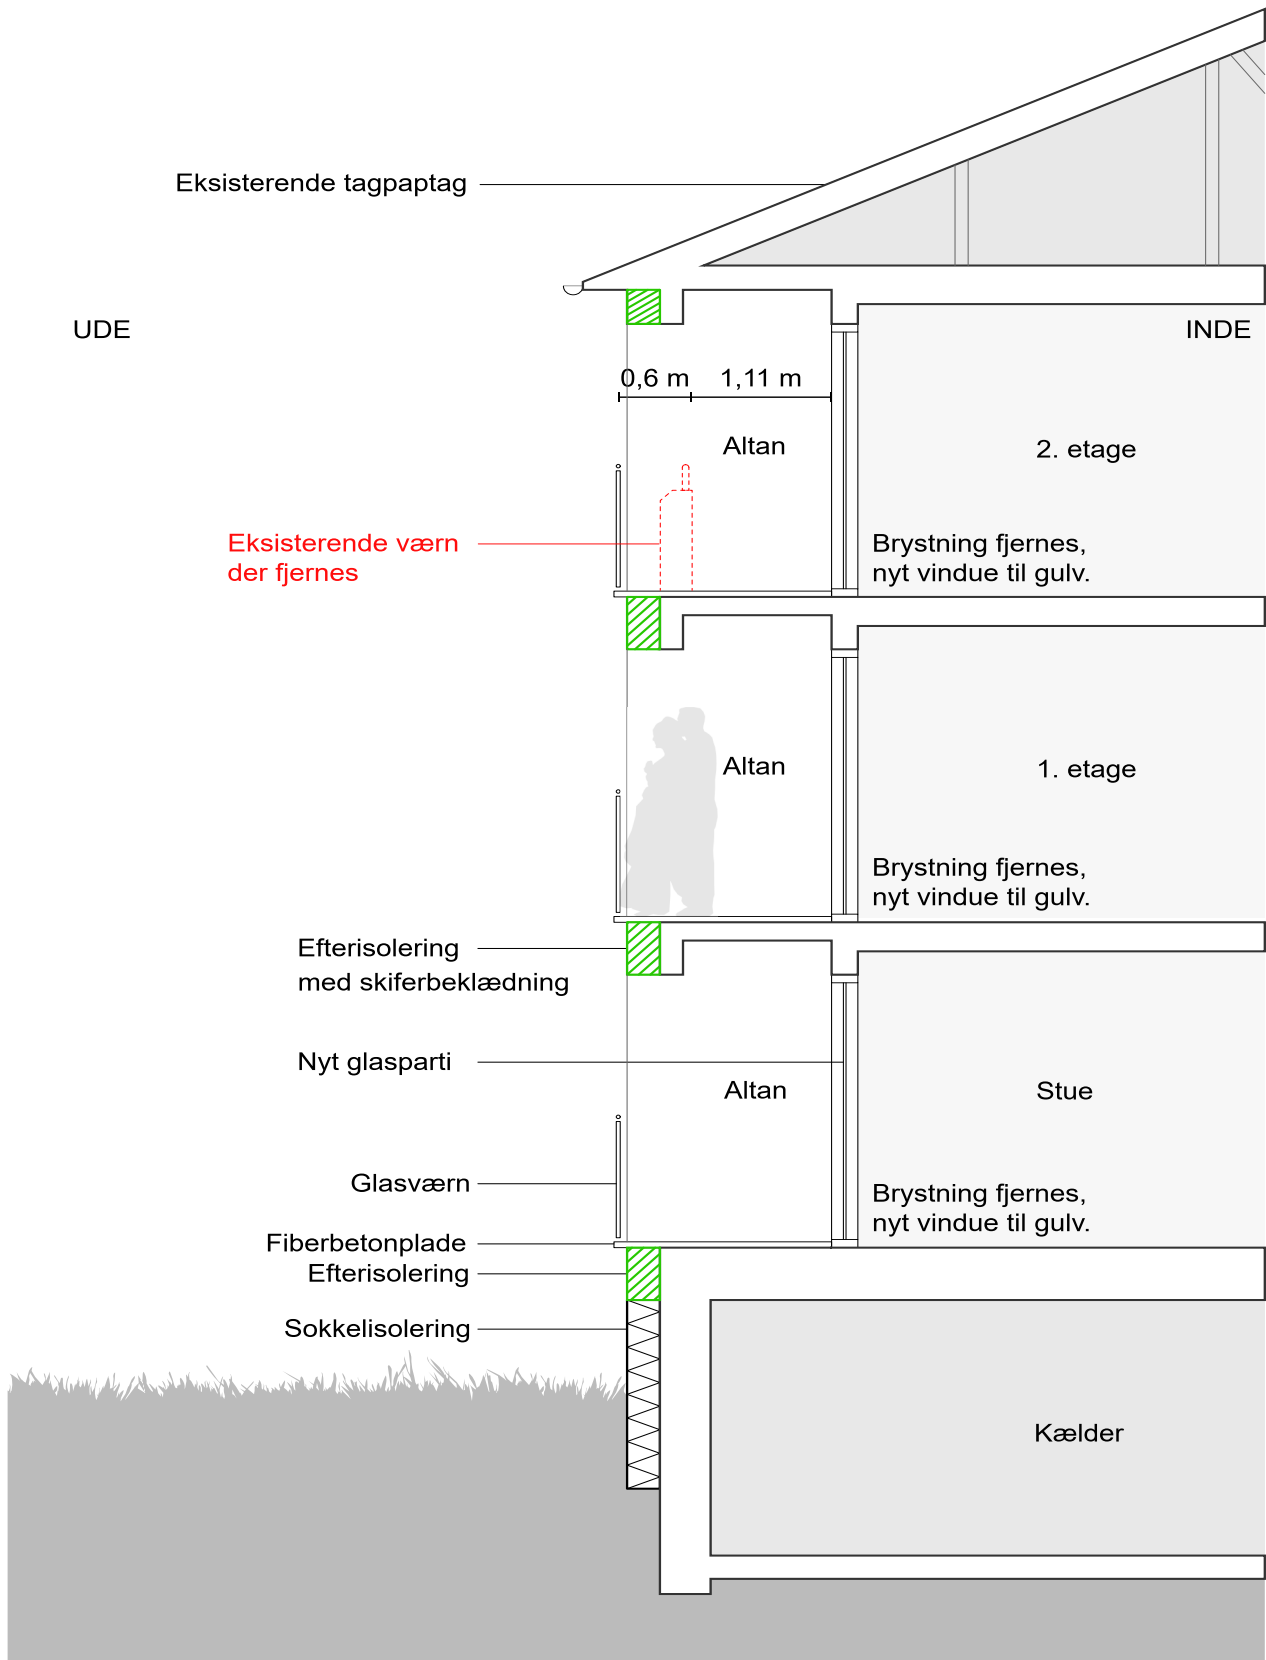 Eksisterende tagpaptag
UDE
INDE
0,6 m
1,11 m
Altan
2. etage
Eksisterende værn
der fjernes
Brystning fjernes,
nyt vindue til gulv.
Altan
1. etage
Brystning fjernes,
nyt vindue til gulv.
Efterisolering
med skiferbeklædning
Nyt glasparti
Altan
Stue
Glasværn
Brystning fjernes,
nyt vindue til gulv.
Fiberbetonplade
Efterisolering
Sokkelisolering
Kælder